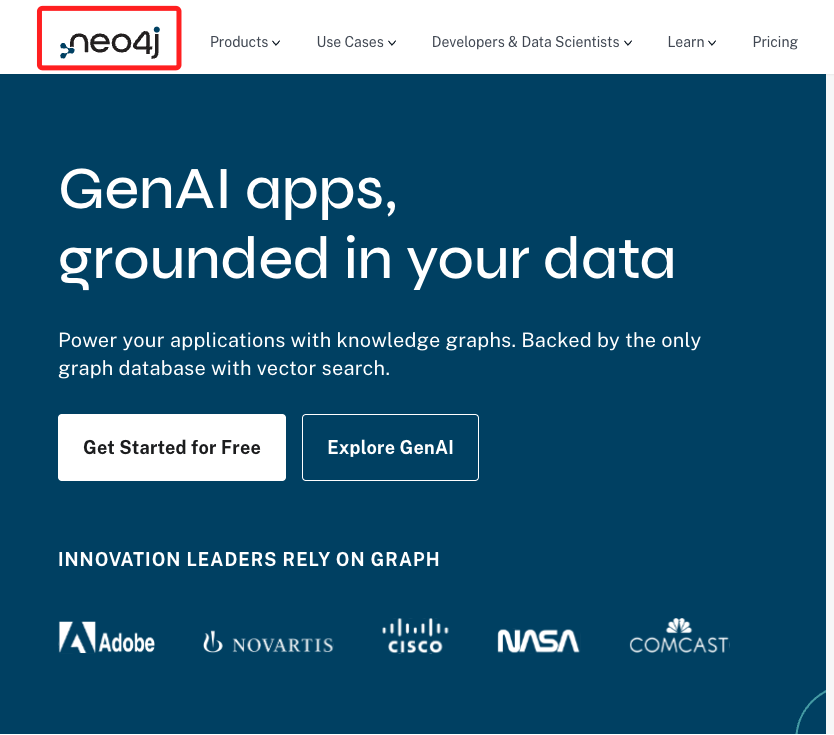 neo4j
Products
Use Cases
Developers & Data Scientists
Learn
Pricing
GenAI apps,
grounded in your data
Power your applications with knowledge graphs. Backed by the only
graph database with vector search.
Get Started for Free
Explore GenAI
INNOVATION LEADERS RELY ON GRAPH
Adobe
NOVARTIS
CISCO
NASA
COMCAST